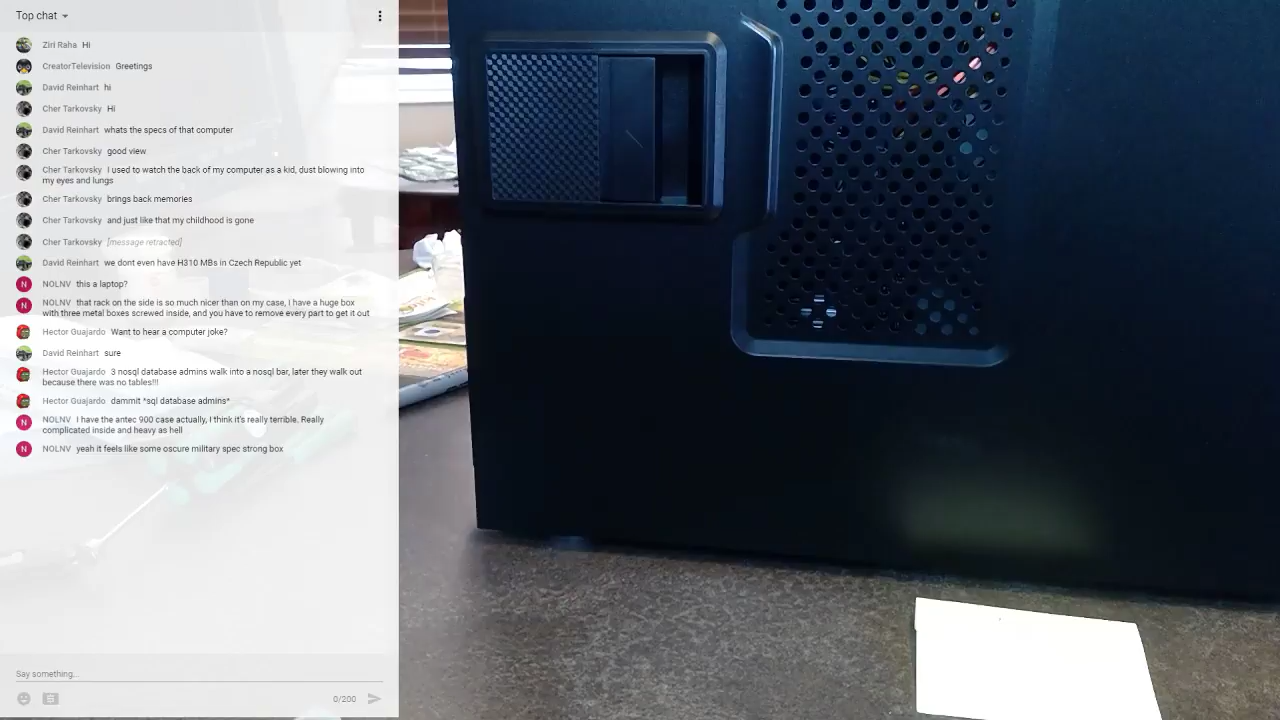 Top chat
Ziri Raha Hi
CreatorTelevision Greetings
David Reinhart hi
Cher Tarkovsky Hi
David Reinhart whats the specs of that computer
Cher Tarkovsky good view
Cher Tarkovsky I used to watch the back of my computer as a kid, dust blowing into
my eyes and lungs
Cher Tarkovsky brings back memories
Cher Tarkovsky and just like that my childhood is gone
Cher Tarkovsky [message retracted]
David Reinhart we dont even have H310 MBs in Czech Republic yet
N NOLNV this a laptop?
N NOLNV that rack on the side is so much nicer than on my case, I have a huge box
with three metal boxes screwed inside, and you have to remove every part to get it out
Hector Guajardo Want to hear a computer joke?
David Reinhart sure
Hector Guajardo 3 nosql database admins walk into a nosql bar, later they walk out
because there was no tables!!!
Hector Guajardo dammit *sql database admins*
N NOLNV I have the antec 900 case actually, I think it's really terrible. Really
complicated inside and heavy as hell
N NOLNV yeah it feels like some oscure military spec strong box
Say something...
0/200